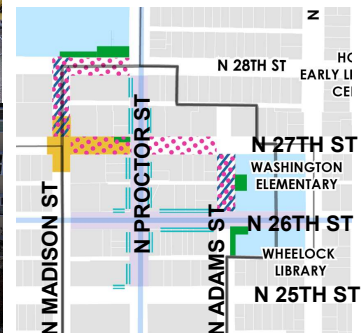 N
HO
N 28TH ST
EARLY LE
CE
N PROCTOR ST
N 27TH ST
WASHINGTON
ELEMENTARY
N MADISON ST
N ADAMS ST
N 26TH ST
WHEELOCK
LIBRARY
N 25TH ST